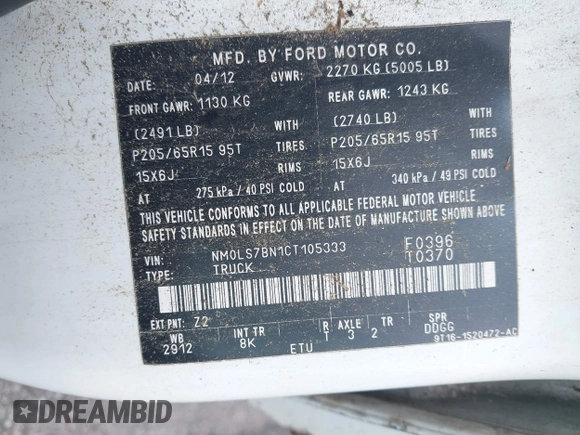 MFD. BY FORD MOTOR CO.
DATE: 04/12 GVWR: 2270 KG (5005 LB)
FRONT GAWR: 1130 KG REAR GAWR: 1243 KG
(2491 LB) WITH (2740 LB) WITH
P205/65R15 95T TIRES P205/65R15 95T TIRES
15X6J RIMS 15X6J RIMS
AT 275 kPa / 40 PSI COLD AT 340 kPa / 49 PSI COLD
THIS VEHICLE CONFORMS TO ALL APPLICABLE FEDERAL MOTOR VEHICLE
SAFETY STANDARDS IN EFFECT ON THE DATE OF MANUFACTURE SHOWN ABOVE.
VIN: NM0LS7BN1CT105333 F0396
TYPE: TRUCK T0370
EXT PNT: Z2
WB INT TR R AXLE TR SPR
2912 8K T 3 2 DDGG
ETU 9T16-1520472-AC
DREAMBID